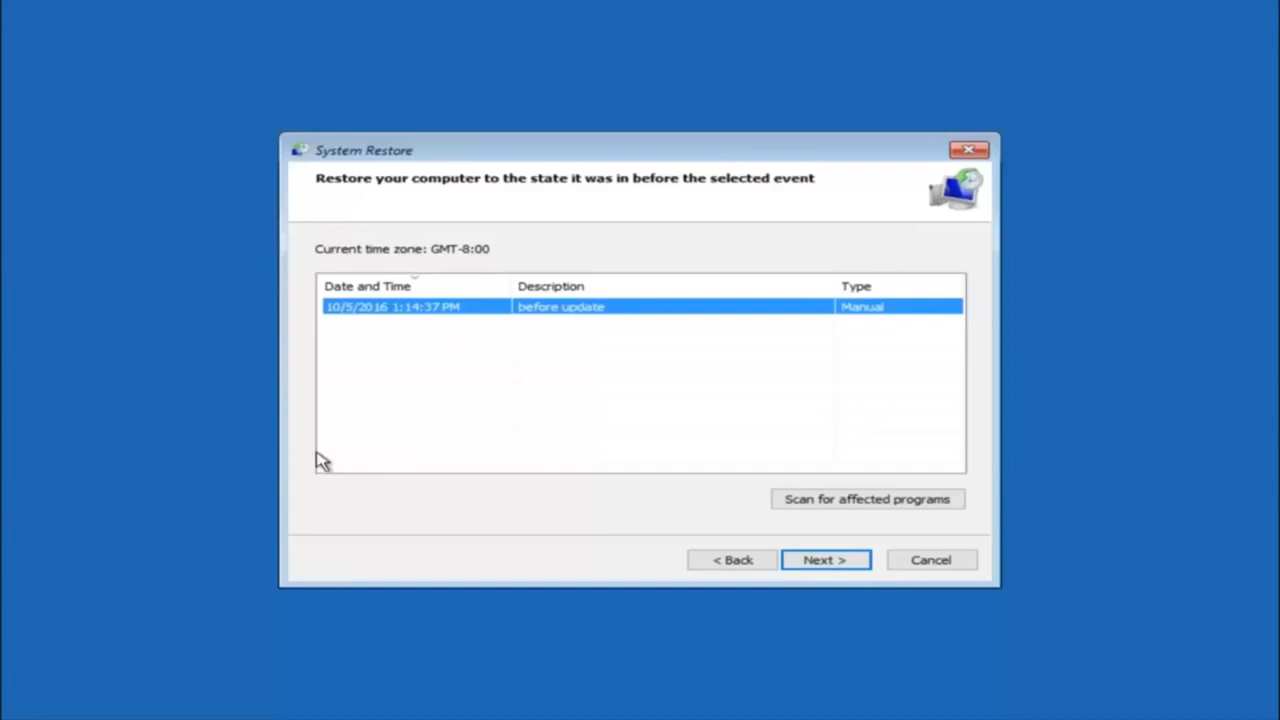 System Restore
Restore your computer to the state it was in before the selected event
Current time zone: GMT-8:00
Date and Time Description Type
10/5/2016 1:14:37 PM before update Manual
Scan for affected programs
< Back Next > Cancel